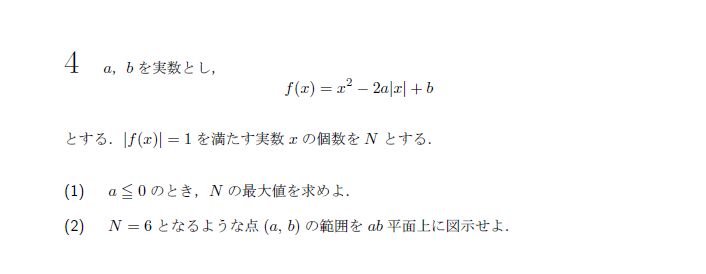 4 a, b を実数とし，
f(x) = x² − 2a|x| + b
とする．|f(x)| = 1 を満たす実数 x の個数を N とする．
(1) a ≦ 0 のとき，N の最大値を求めよ．
(2) N = 6 となるような点 (a, b) の範囲を ab 平面上に図示せよ．